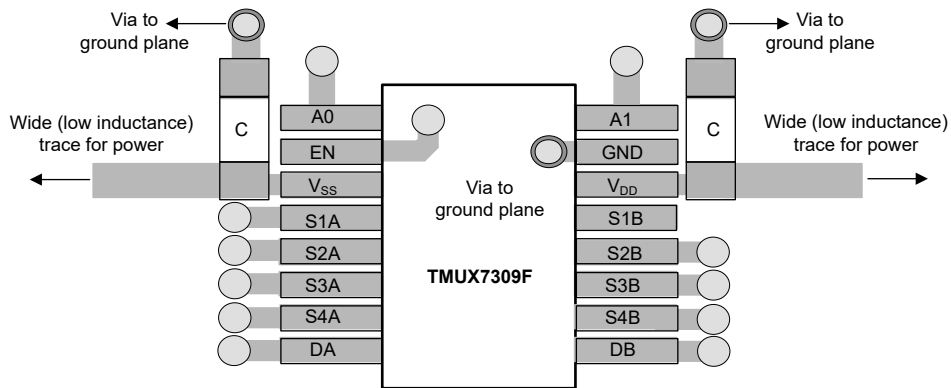 Via to
ground plane
Via to
ground plane
A0
A1
C
C
Wide (low inductance)
trace for power
Wide (low inductance)
trace for power
EN
GND
VSS
VDD
Via to
ground plane
S1A
S1B
S2A
S2B
TMUX7309F
S3A
S3B
S4A
S4B
DA
DB